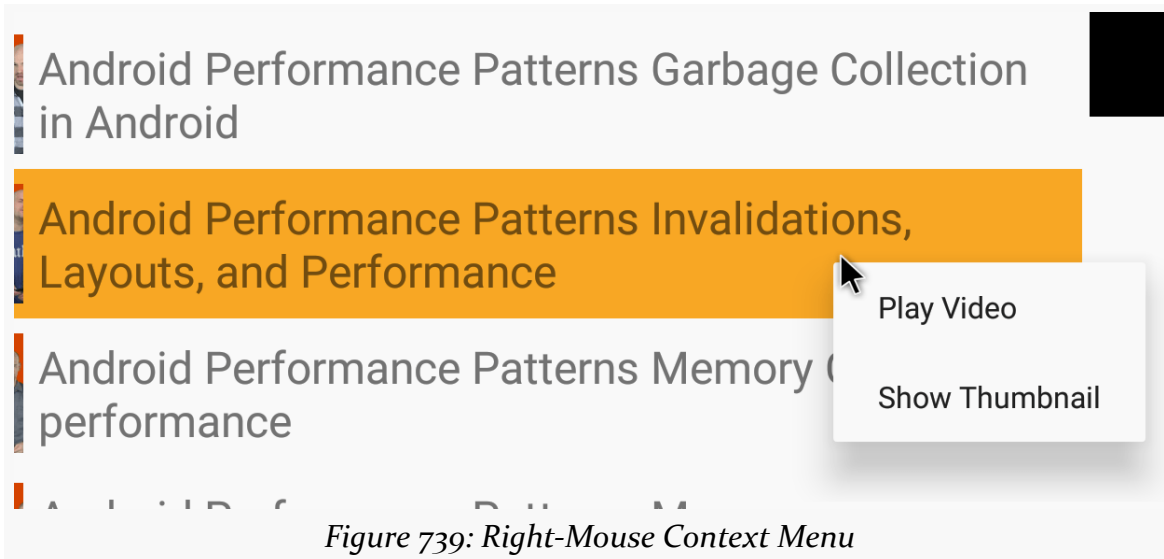 Android Performance Patterns Garbage Collection
in Android
Android Performance Patterns Invalidations,
Layouts, and Performance
Play Video
Android Performance Patterns Memory
performance
Show Thumbnail
Figure 739: Right-Mouse Context Menu